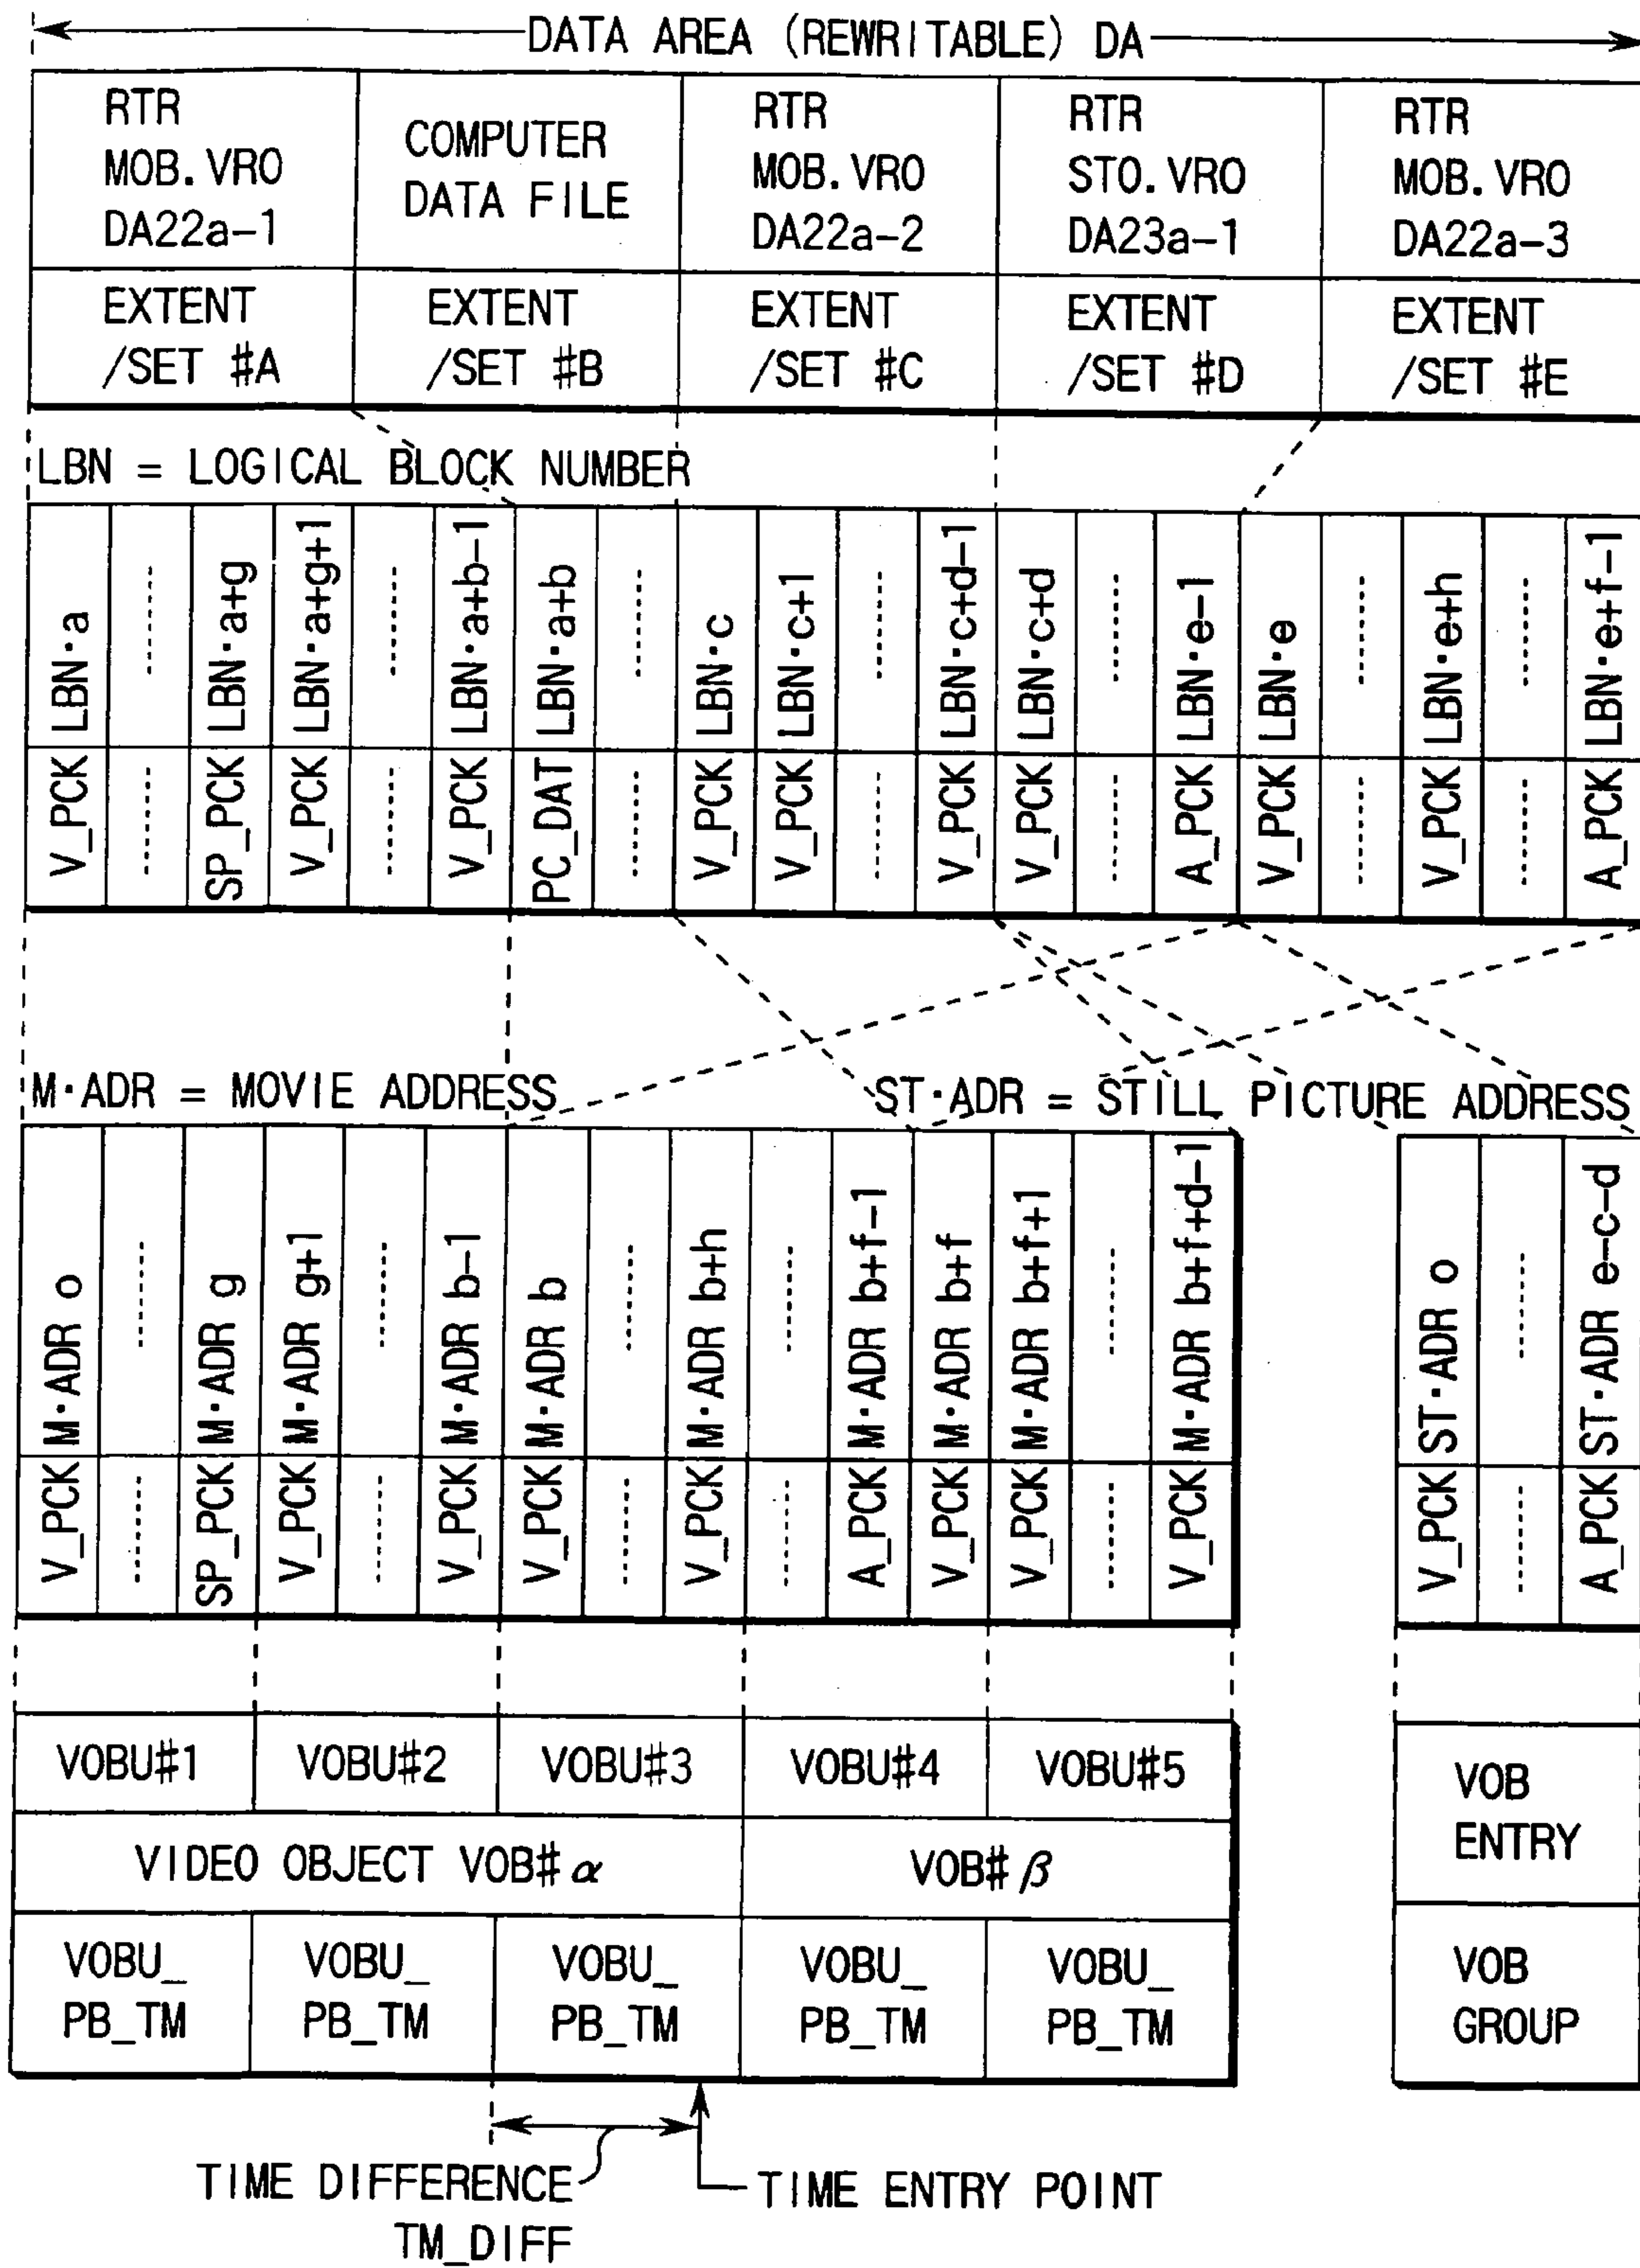 DATA AREA (REWRITABLE) DA
RTR
MOB.VRO
DA22a-1
COMPUTER
DATA FILE
RTR
MOB.VRO
DA22a-2
RTR
STO.VRO
DA23a-1
RTR
MOB.VRO
DA22a-3
EXTENT
/SET #A
EXTENT
/SET #B
EXTENT
/SET #C
EXTENT
/SET #D
EXTENT
/SET #E
LBN = LOGICAL BLOCK NUMBER
V_PCK LBN·a
SP_PCK LBN·a+g
V_PCK LBN·a+g+1
V_PCK LBN·a+b-1
PC_DAT LBN·a+b
V_PCK LBN·c
V_PCK LBN·c+1
V_PCK LBN·c+d-1
V_PCK LBN·c+d
A_PCK LBN·e-1
V_PCK LBN·e
V_PCK LBN·e+h
A_PCK LBN·e+f-1
M·ADR = MOVIE ADDRESS
ST·ADR = STILL PICTURE ADDRESS
V_PCK M·ADR o
SP_PCK M·ADR g
V_PCK M·ADR g+1
V_PCK M·ADR b-1
V_PCK M·ADR b
V_PCK M·ADR b+h
A_PCK M·ADR b+f-1
V_PCK M·ADR b+f
V_PCK M·ADR b+f+1
V_PCK M·ADR b+f+d-1
V_PCK ST·ADR o
A_PCK ST·ADR e-c-d
VOBU#1
VOBU#2
VOBU#3
VOBU#4
VOBU#5
VIDEO OBJECT VOB# α
VOB# β
VOB
ENTRY
VOBU_
PB_TM
VOBU_
PB_TM
VOBU_
PB_TM
VOBU_
PB_TM
VOBU_
PB_TM
VOB
GROUP
TIME DIFFERENCE
TM_DIFF
TIME ENTRY POINT